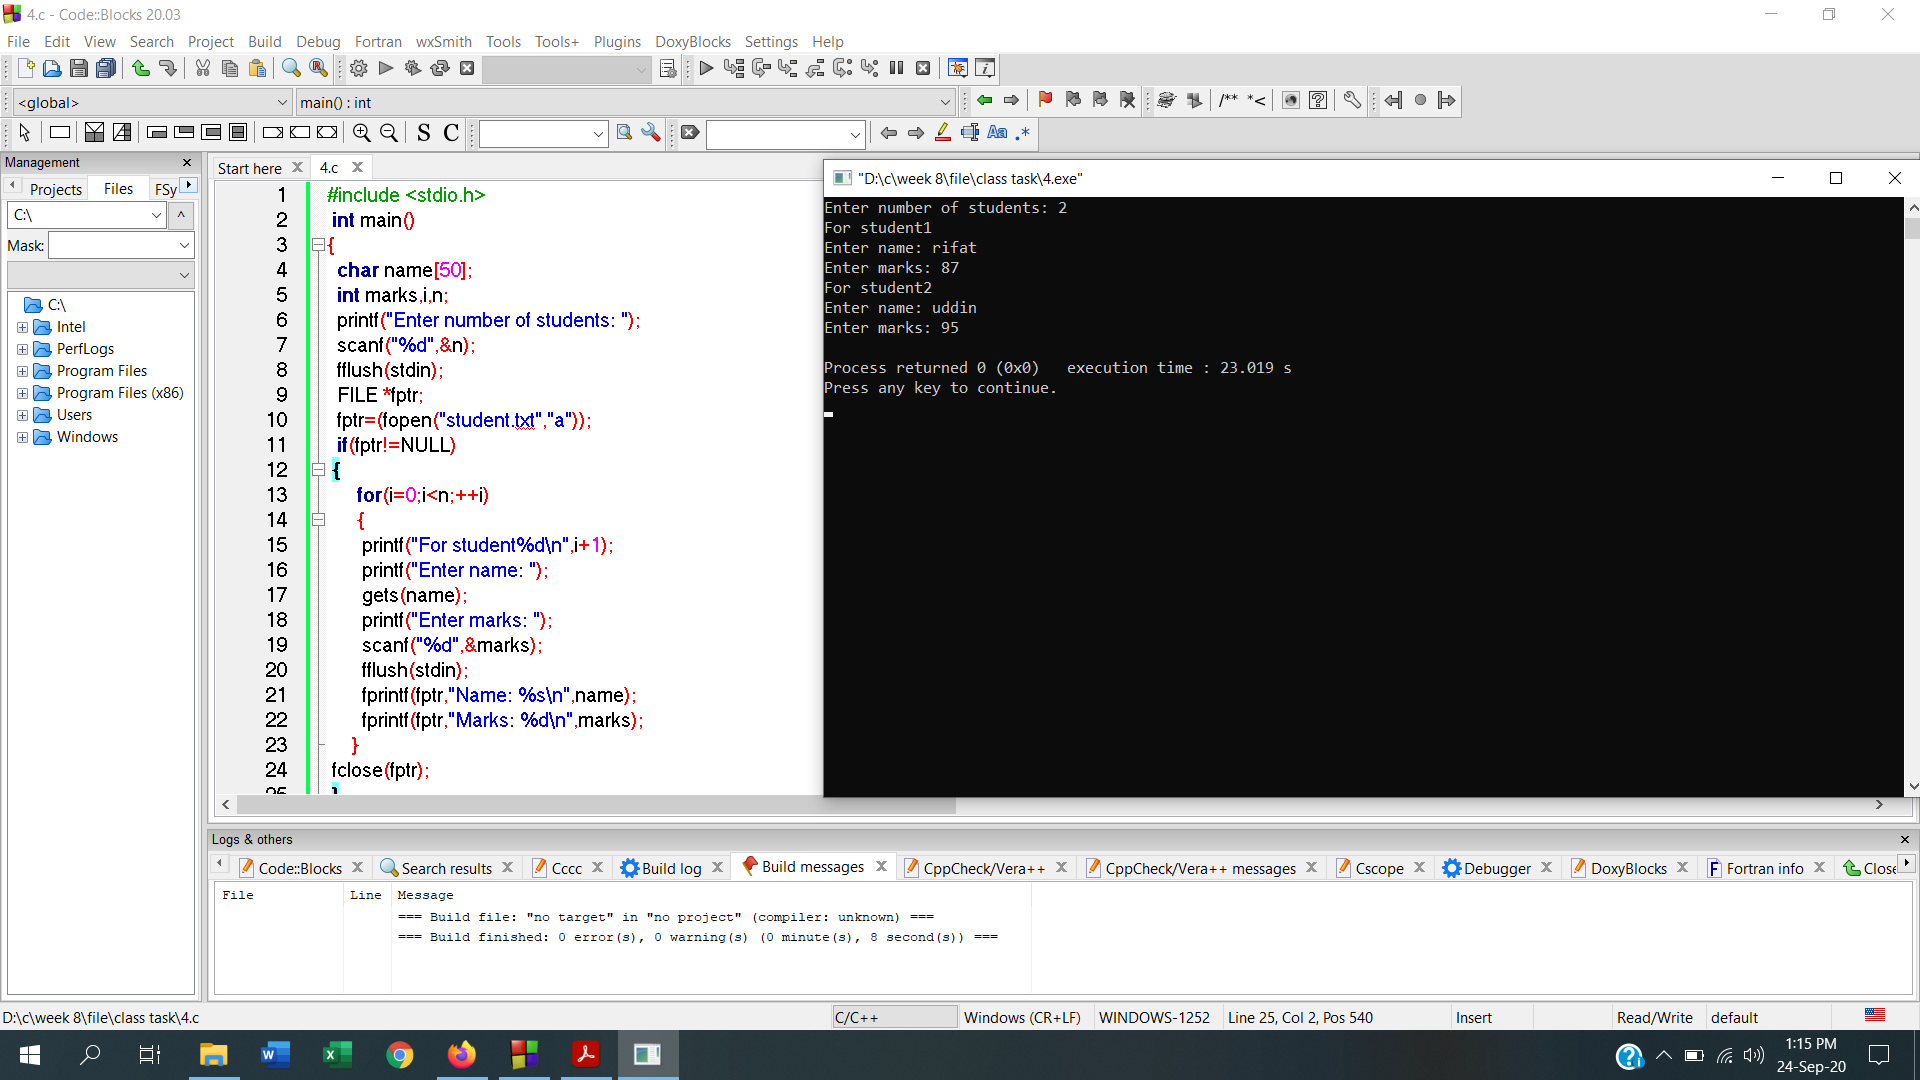 4.c - Code::Blocks 20.03
File Edit View Search Project Build Debug Fortran wxSmith Tools Tools+ Plugins DoxyBlocks Settings Help
<global> main() : int
/** *<
S C Aa .*
Management
Projects Files FSy
C:\
Mask:
C:\
Intel
PerfLogs
Program Files
Program Files (x86)
Users
Windows
Start here 4.c
1 #include <stdio.h>
2 int main()
3 {
4 char name[50];
5 int marks,i,n;
6 printf("Enter number of students: ");
7 scanf("%d",&n);
8 fflush(stdin);
9 FILE *fptr;
10 fptr=(fopen("student.txt","a"));
11 if(fptr!=NULL)
12 {
13 for(i=0;i<n;++i)
14 {
15 printf("For student%d\n",i+1);
16 printf("Enter name: ");
17 gets(name);
18 printf("Enter marks: ");
19 scanf("%d",&marks);
20 fflush(stdin);
21 fprintf(fptr,"Name: %s\n",name);
22 fprintf(fptr,"Marks: %d\n",marks);
23 }
24 fclose(fptr);
25 }
"D:\c\week 8\file\class task\4.exe"
Enter number of students: 2
For student1
Enter name: rifat
Enter marks: 87
For student2
Enter name: uddin
Enter marks: 95
Process returned 0 (0x0) execution time : 23.019 s
Press any key to continue.
Logs & others
Code::Blocks Search results Cccc Build log Build messages CppCheck/Vera++ CppCheck/Vera++ messages Cscope Debugger DoxyBlocks Fortran info Close
File Line Message
=== Build file: "no target" in "no project" (compiler: unknown) ===
=== Build finished: 0 error(s), 0 warning(s) (0 minute(s), 8 second(s)) ===
D:\c\week 8\file\class task\4.c C/C++ Windows (CR+LF) WINDOWS-1252 Line 25, Col 2, Pos 540 Insert Read/Write default
1:15 PM
24-Sep-20